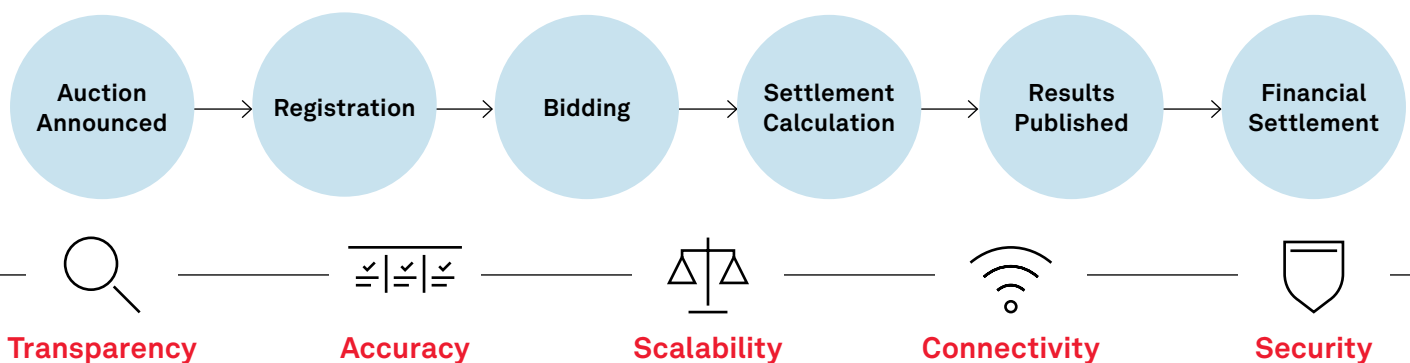 Auction
Announced
Registration
Bidding
Settlement
Calculation
Results
Published
Financial
Settlement
Transparency
Accuracy
Scalability
Connectivity
Security